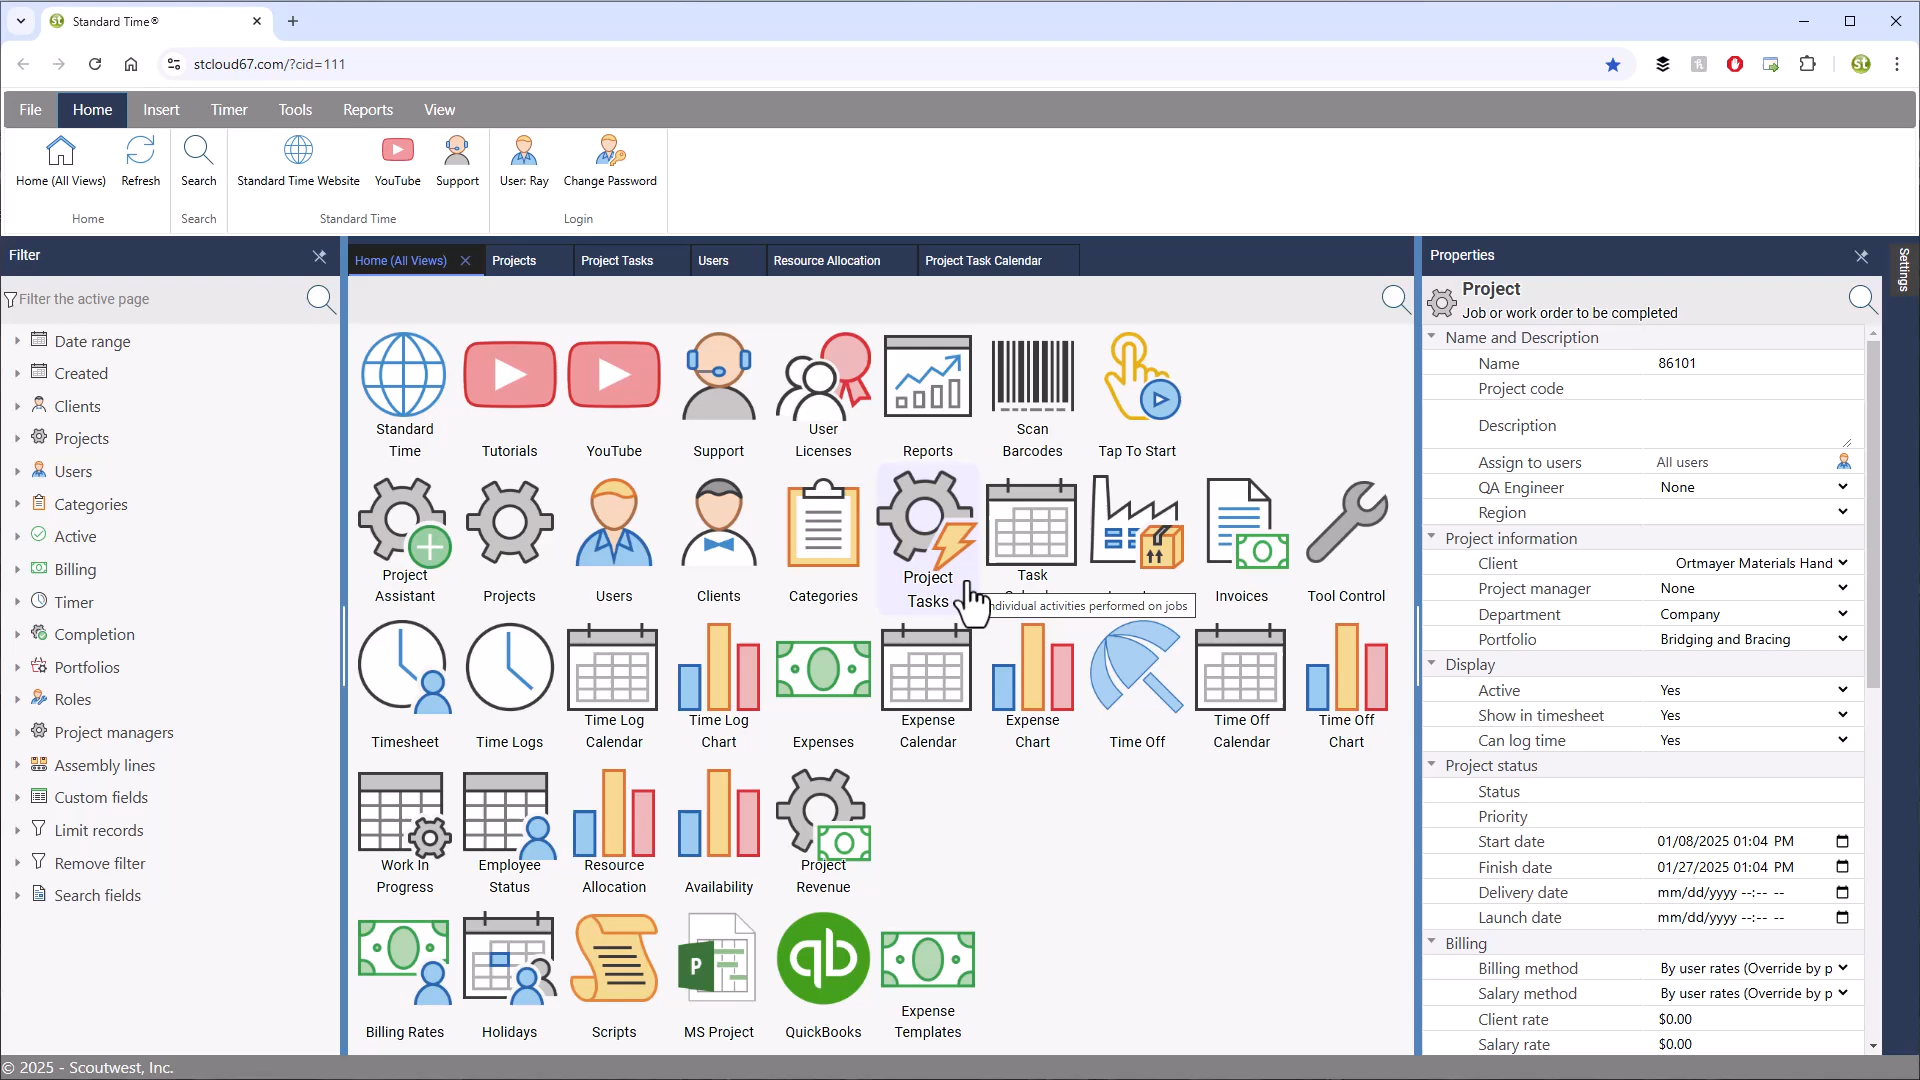 Standard Time®
stcloud67.com/?cid=111
File Home Insert Timer Tools Reports View
Home (All Views) Refresh Search Standard Time Website YouTube Support User: Ray Change Password
Home Search Standard Time Login
Filter
Filter the active page
Date range
Created
Clients
Projects
Users
Categories
Active
Billing
Timer
Completion
Portfolios
Roles
Project managers
Assembly lines
Custom fields
Limit records
Remove filter
Search fields
Home (All Views) Projects Project Tasks Users Resource Allocation Project Task Calendar
Standard User Scan
Time Tutorials YouTube Support Licenses Reports Barcodes Tap To Start
Project Project Task
Assistant Projects Users Clients Categories Tasks Invoices Tool Control
individual activities performed on jobs
Time Log Time Log Expense Expense Time Off Time Off
Timesheet Time Logs Calendar Chart Expenses Calendar Chart Time Off Calendar Chart
Work In Employee Resource Project
Progress Status Allocation Availability Revenue
P qb Expense
Billing Rates Holidays Scripts MS Project QuickBooks Templates
Properties
Settings
Project
Job or work order to be completed
Name and Description
Name 86101
Project code
Description
Assign to users All users
QA Engineer None
Region
Project information
Client Ortmayer Materials Hand
Project manager None
Department Company
Portfolio Bridging and Bracing
Display
Active Yes
Show in timesheet Yes
Can log time Yes
Project status
Status
Priority
Start date 01/08/2025 01:04 PM
Finish date 01/27/2025 01:04 PM
Delivery date mm/dd/yyyy --:-- --
Launch date mm/dd/yyyy --:-- --
Billing
Billing method By user rates (Override by p
Salary method By user rates (Override by p
Client rate $0.00
Salary rate $0.00
© 2025 - Scoutwest, Inc.